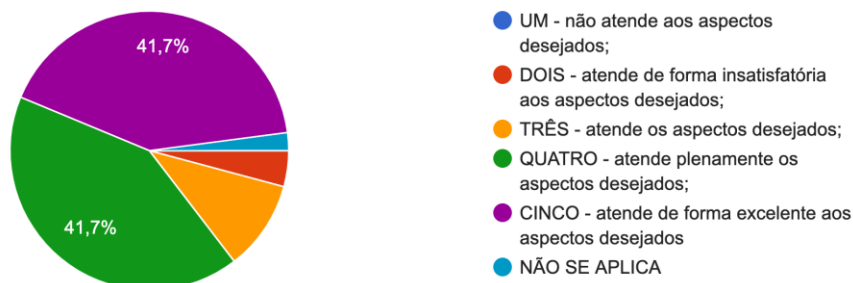 41,7%
41,7%
UM - não atende aos aspectos
desejados;
DOIS - atende de forma insatisfatória
aos aspectos desejados;
TRÊS - atende os aspectos desejados;
QUATRO - atende plenamente os
aspectos desejados;
CINCO - atende de forma excelente aos
aspectos desejados
NÃO SE APLICA